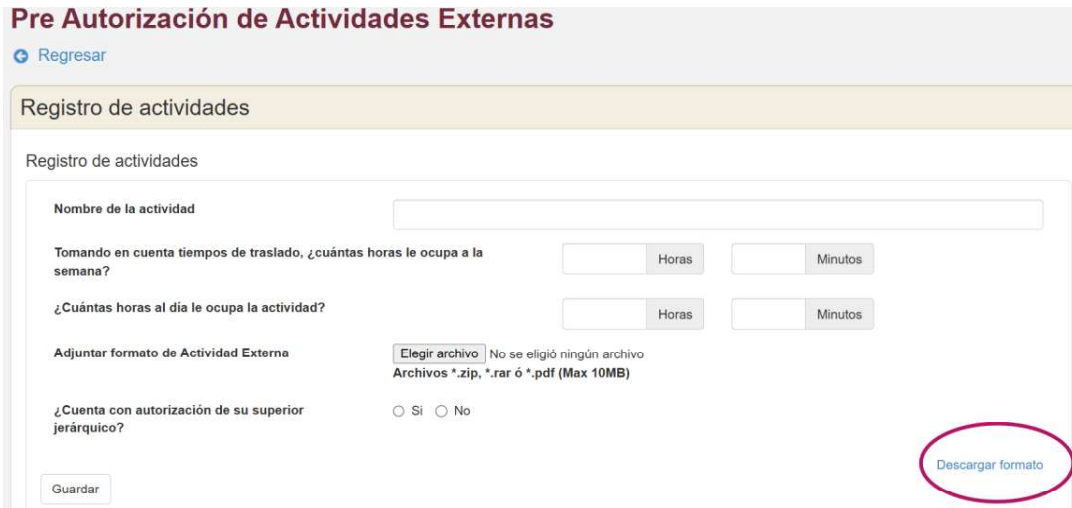 Pre Autorización de Actividades Externas
Regresar
Registro de actividades
Registro de actividades
Nombre de la actividad
Tomando en cuenta tiempos de traslado, ¿cuántas horas le ocupa a la
semana?
Horas
Minutos
¿Cuántas horas al día le ocupa la actividad?
Horas
Minutos
Adjuntar formato de Actividad Externa
Elegir archivo No se eligió ningún archivo
Archivos *.zip, *.rar ó *.pdf (Max 10MB)
¿Cuenta con autorización de su superior
jerárquico?
Si
No
Descargar formato
Guardar